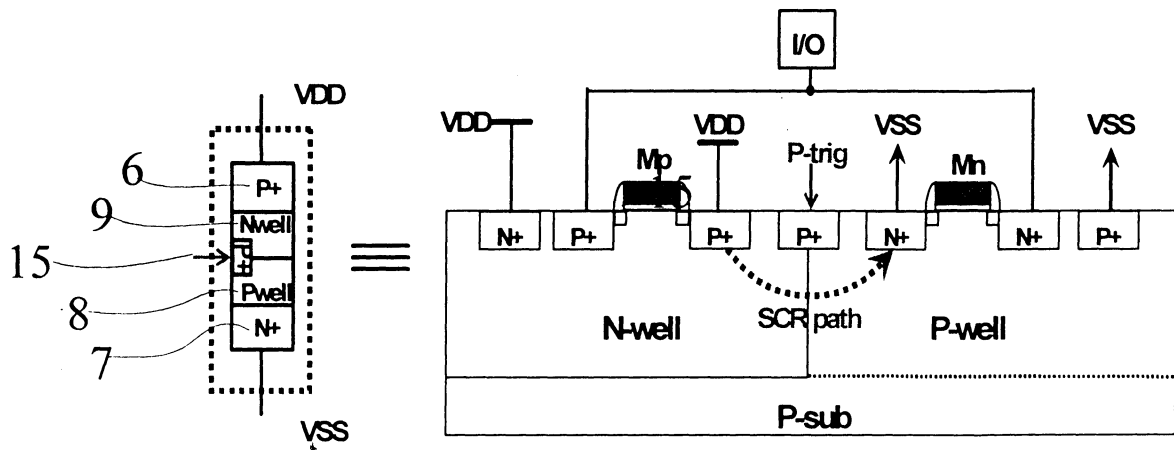 I/O
VDD
VDD
VDD
P-trig
VSS
VSS
6
P+
Mp
15
Mn
9
Nwell
N+
P+
P+
P+
N+
N+
P+
15
P+
8
Pwell
SCR path
7
N+
N-well
P-well
P-sub
VSS